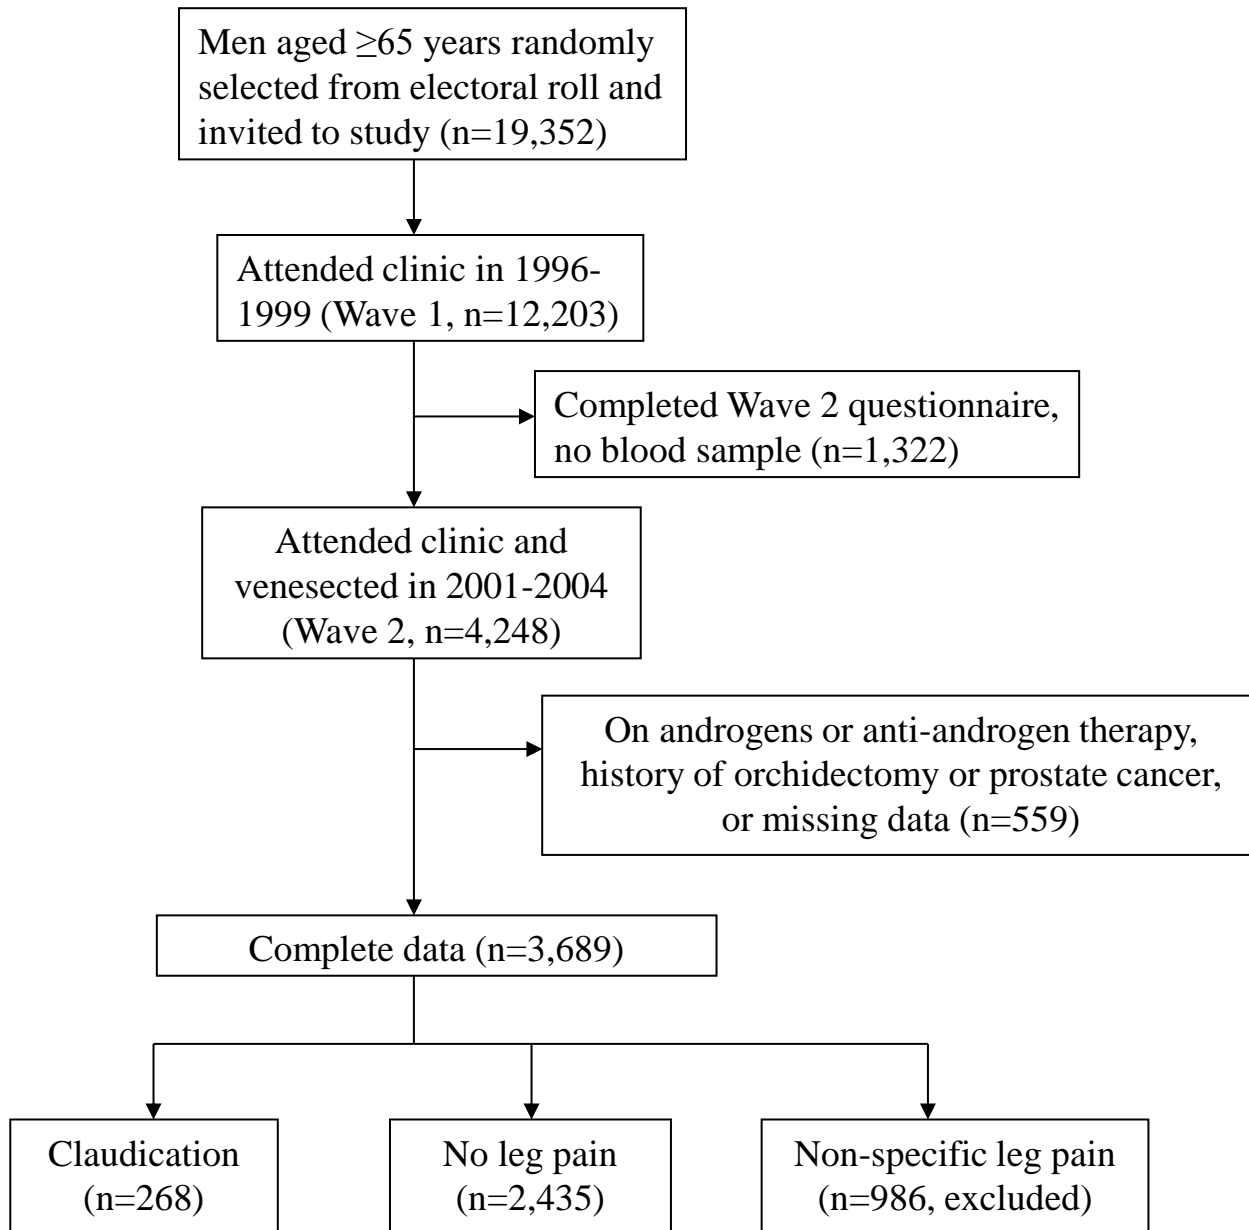 Men aged ≥65 years randomly
selected from electoral roll and
invited to study (n=19,352)
Attended clinic in 1996-
1999 (Wave 1, n=12,203)
Completed Wave 2 questionnaire,
no blood sample (n=1,322)
Attended clinic and
venesected in 2001-2004
(Wave 2, n=4,248)
On androgens or anti-androgen therapy,
history of orchidectomy or prostate cancer,
or missing data (n=559)
Complete data (n=3,689)
Claudication
(n=268)
No leg pain
(n=2,435)
Non-specific leg pain
(n=986, excluded)